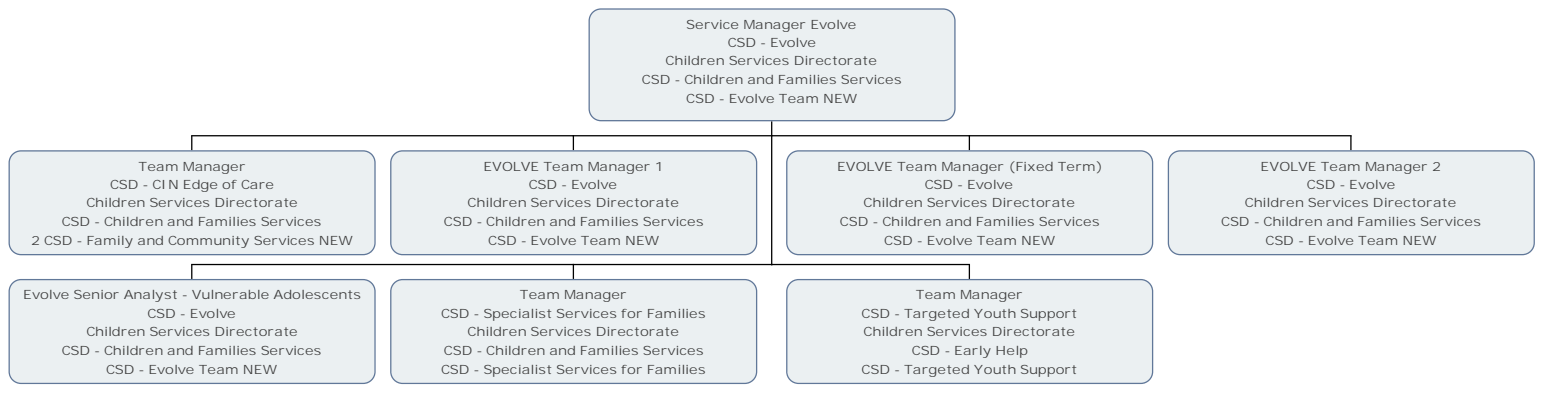 Service Manager Evolve
CSD - Evolve
Children Services Directorate
CSD - Children and Families Services
CSD - Evolve Team NEW
Team Manager
CSD - CIN Edge of Care
Children Services Directorate
CSD - Children and Families Services
2 CSD - Family and Community Services NEW
EVOLVE Team Manager 1
CSD - Evolve
Children Services Directorate
CSD - Children and Families Services
CSD - Evolve Team NEW
EVOLVE Team Manager (Fixed Term)
CSD - Evolve
Children Services Directorate
CSD - Children and Families Services
CSD - Evolve Team NEW
EVOLVE Team Manager 2
CSD - Evolve
Children Services Directorate
CSD - Children and Families Services
CSD - Evolve Team NEW
Evolve Senior Analyst - Vulnerable Adolescents
CSD - Evolve
Children Services Directorate
CSD - Children and Families Services
CSD - Evolve Team NEW
Team Manager
CSD - Specialist Services for Families
Children Services Directorate
CSD - Children and Families Services
CSD - Specialist Services for Families
Team Manager
CSD - Targeted Youth Support
Children Services Directorate
CSD - Early Help
CSD - Targeted Youth Support